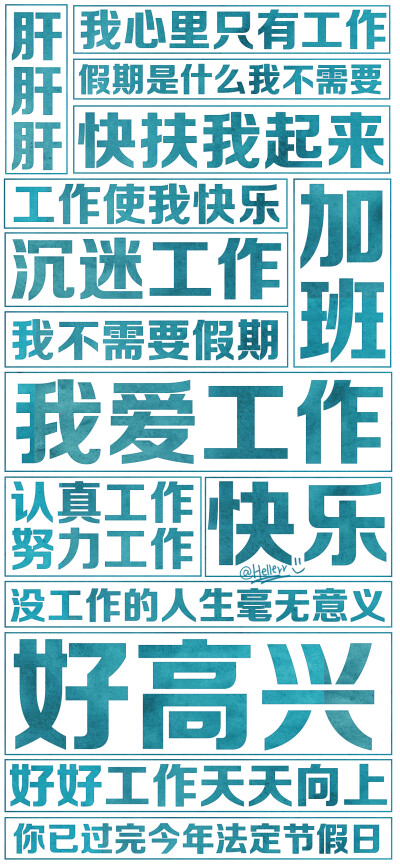 肝肝肝
我心里只有工作
假期是什么我不需要
快扶我起来
工作使我快乐
沉迷工作
我不需要假期
加班
我爱工作
认真工作
努力工作
快乐
@Helleyv
没工作的人生毫无意义
好高兴
好好工作天天向上
你已过完今年法定节假日